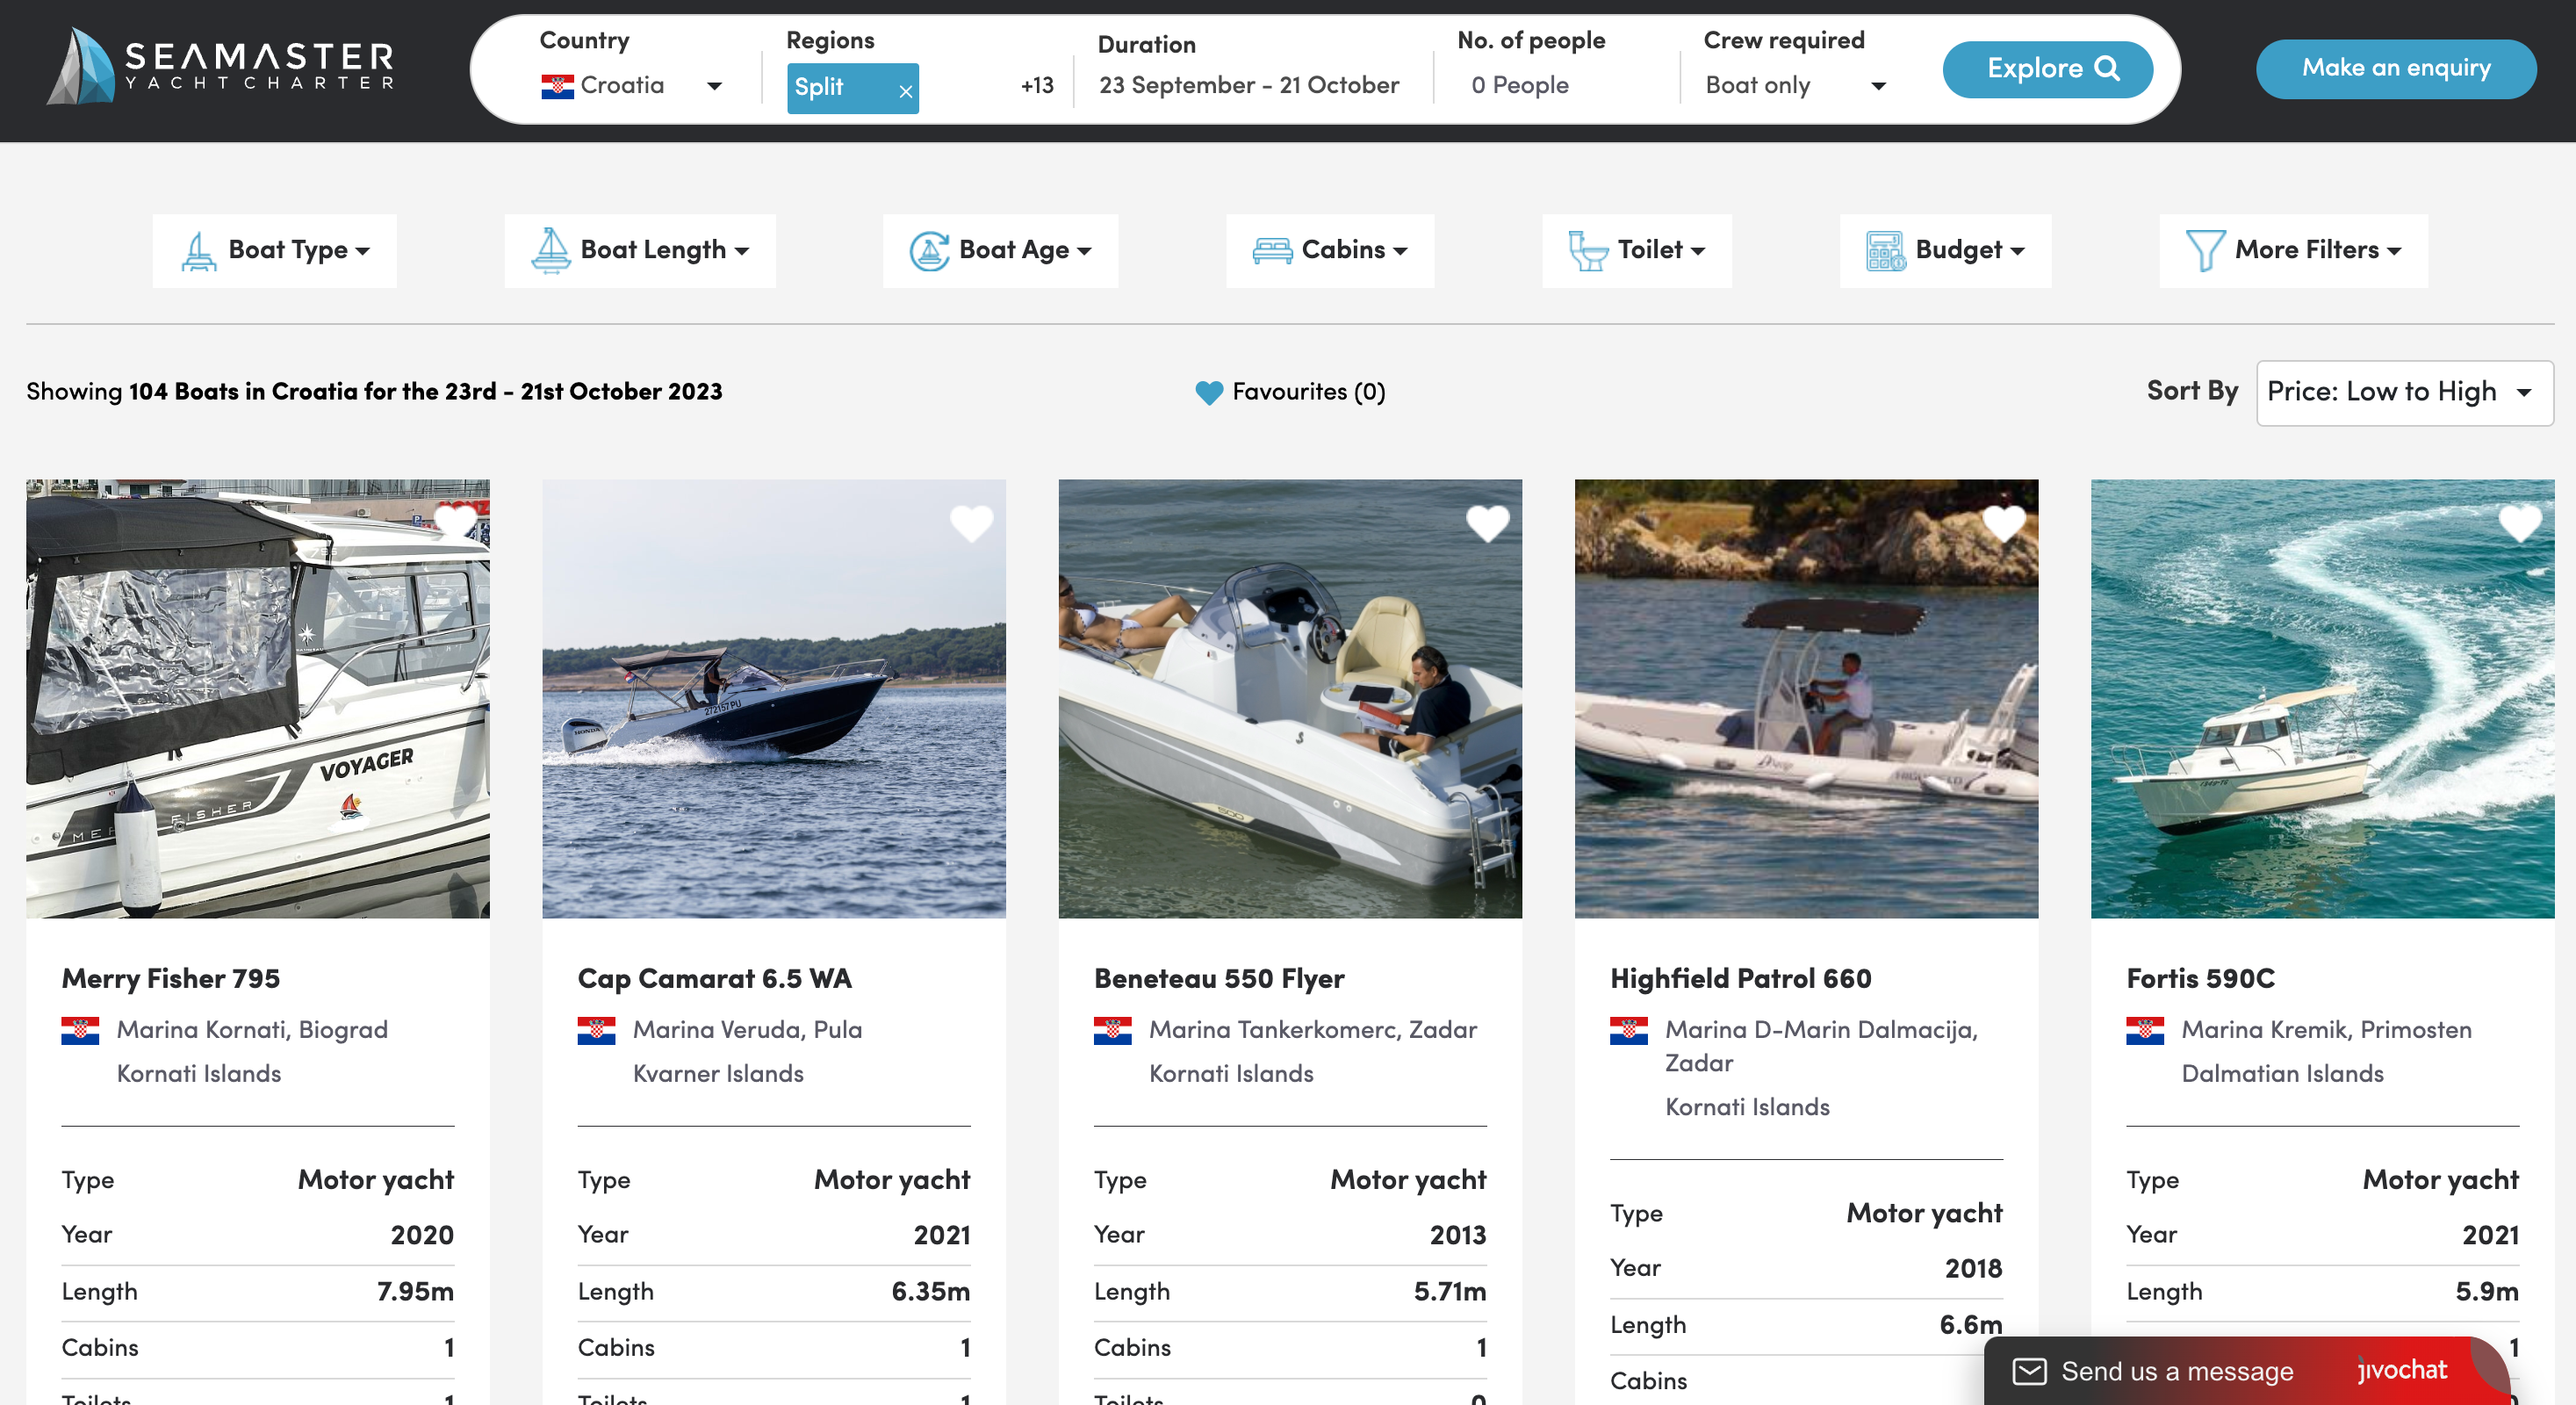 SEAMASTER
YACHT CHARTER
Country
Croatia
Regions
Split ×
+13
Duration
23 September - 21 October
No. of people
0 People
Crew required
Boat only
Explore
Make an enquiry
Boat Type
Boat Length
Boat Age
Cabins
Toilet
Budget
More Filters
Showing 104 Boats in Croatia for the 23rd - 21st October 2023
Favourites (0)
Sort By
Price: Low to High
VOYAGER
FISHER
272157 PU
HONDA
Merry Fisher 795
Marina Kornati, Biograd
Kornati Islands
Type Motor yacht
Year 2020
Length 7.95m
Cabins 1
Toilets 1
Cap Camarat 6.5 WA
Marina Veruda, Pula
Kvarner Islands
Type Motor yacht
Year 2021
Length 6.35m
Cabins 1
Toilets 1
Beneteau 550 Flyer
Marina Tankerkomerc, Zadar
Kornati Islands
Type Motor yacht
Year 2013
Length 5.71m
Cabins 1
Toilets 0
Highfield Patrol 660
Marina D-Marin Dalmacija,
Zadar
Kornati Islands
Type Motor yacht
Year 2018
Length 6.6m
Cabins
Fortis 590C
Marina Kremik, Primosten
Dalmatian Islands
Type Motor yacht
Year 2021
Length 5.9m
1
Send us a message
jivochat